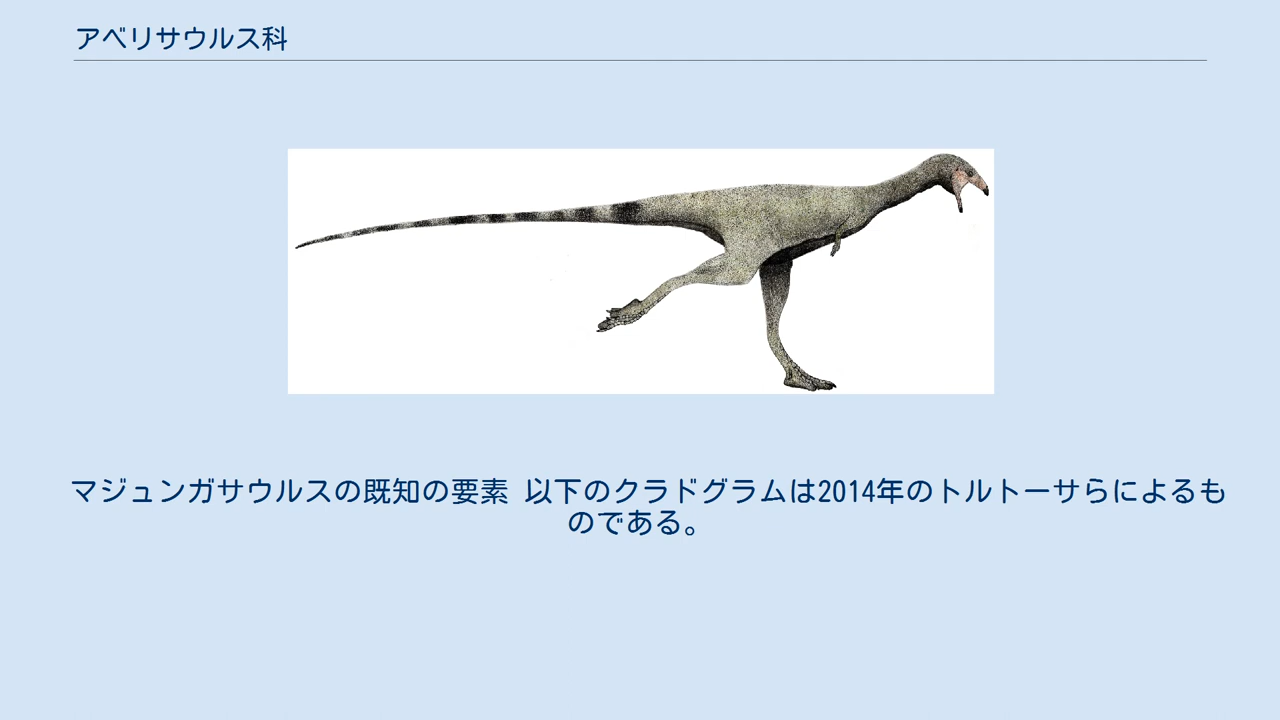 アベリサウルス科
マジュンガサウルスの既知の要素 以下のクラドグラムは2014年のトルトーサらによるも
のである。